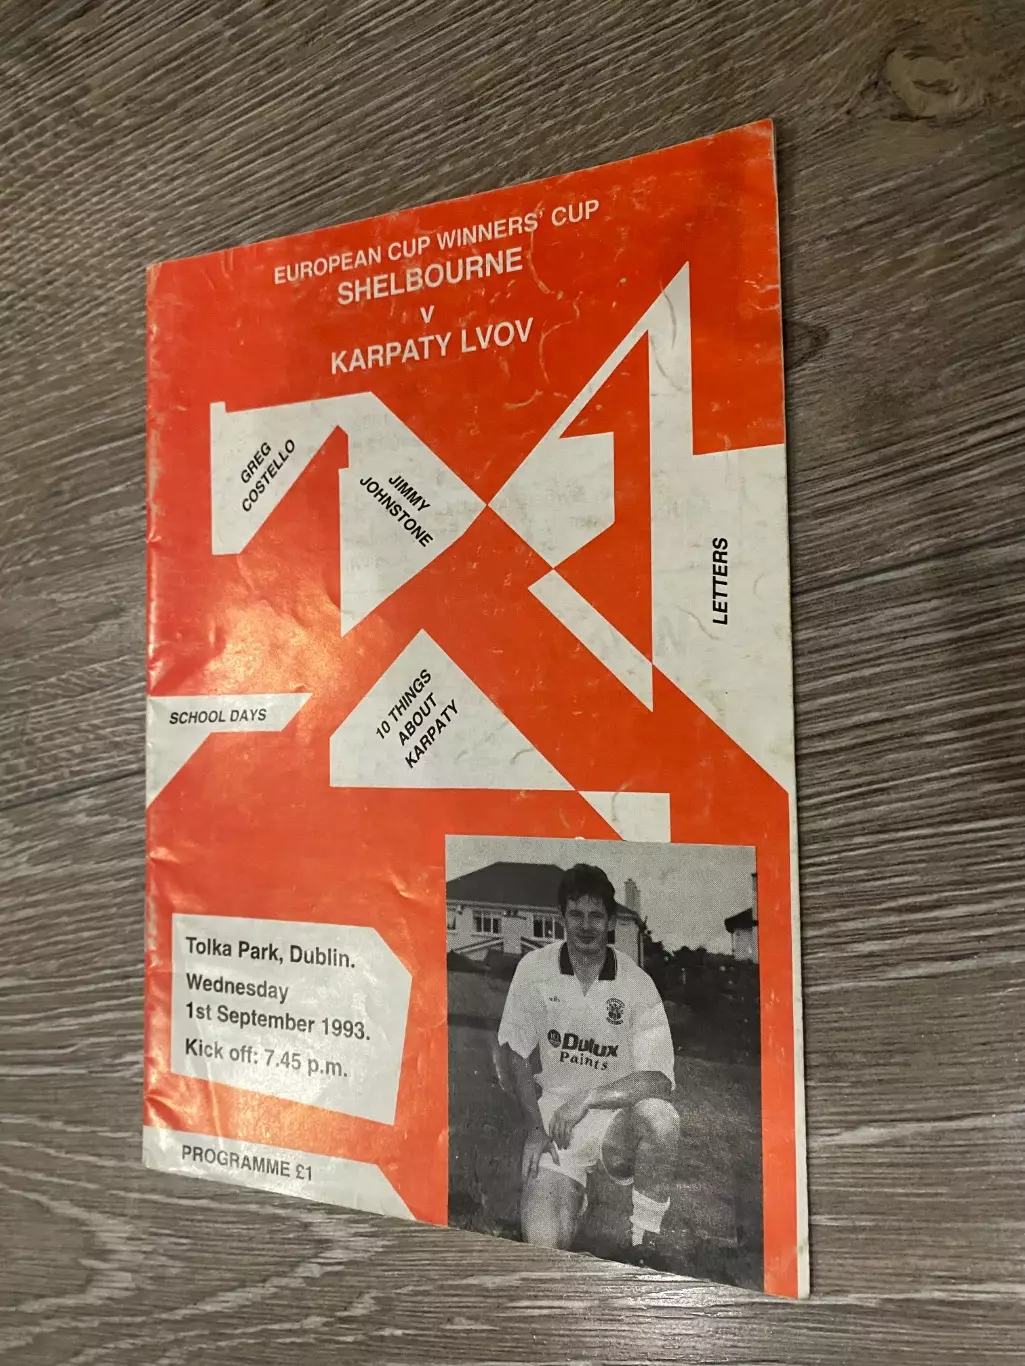 EUROPEAN CUP WINNERS' CUP
SHELBOURNE
v
KARPATY LVOV
GREG
COSTELLO
JIMMY
JOHNSTONE
LETTERS
10 THINGS
ABOUT
KARPATY
SCHOOL DAYS
Tolka Park, Dublin.
Wednesday
1st September 1993.
Kick off: 7.45 p.m.
Dulux
Paints
PROGRAMME £1